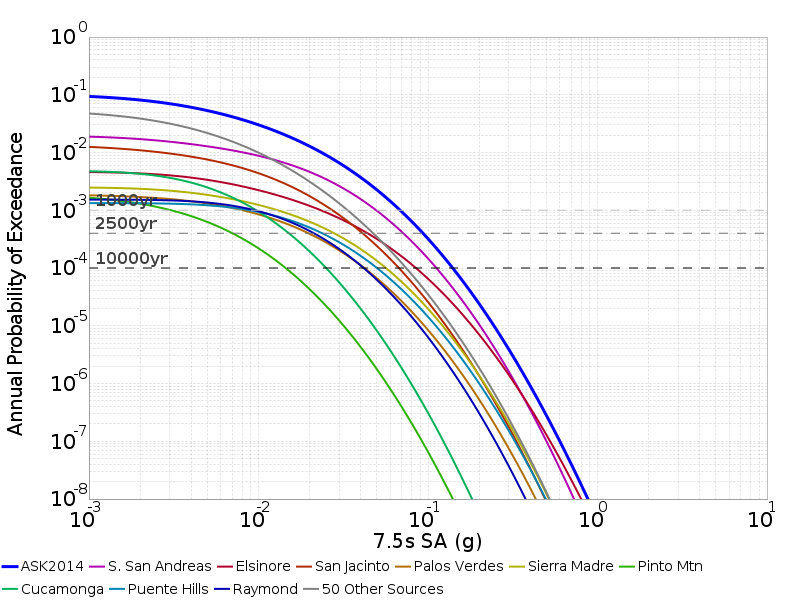 10^0
10^-1
10^-2
10^-3
10^-4
10^-5
10^-6
10^-7
10^-8
Annual Probability of Exceedance
1000yr
2500yr
10000yr
10^-3 10^-2 10^-1 10^0 10^1
7.5s SA (g)
ASK2014 S. San Andreas Elsinore San Jacinto Palos Verdes Sierra Madre Pinto Mtn
Cucamonga Puente Hills Raymond 50 Other Sources